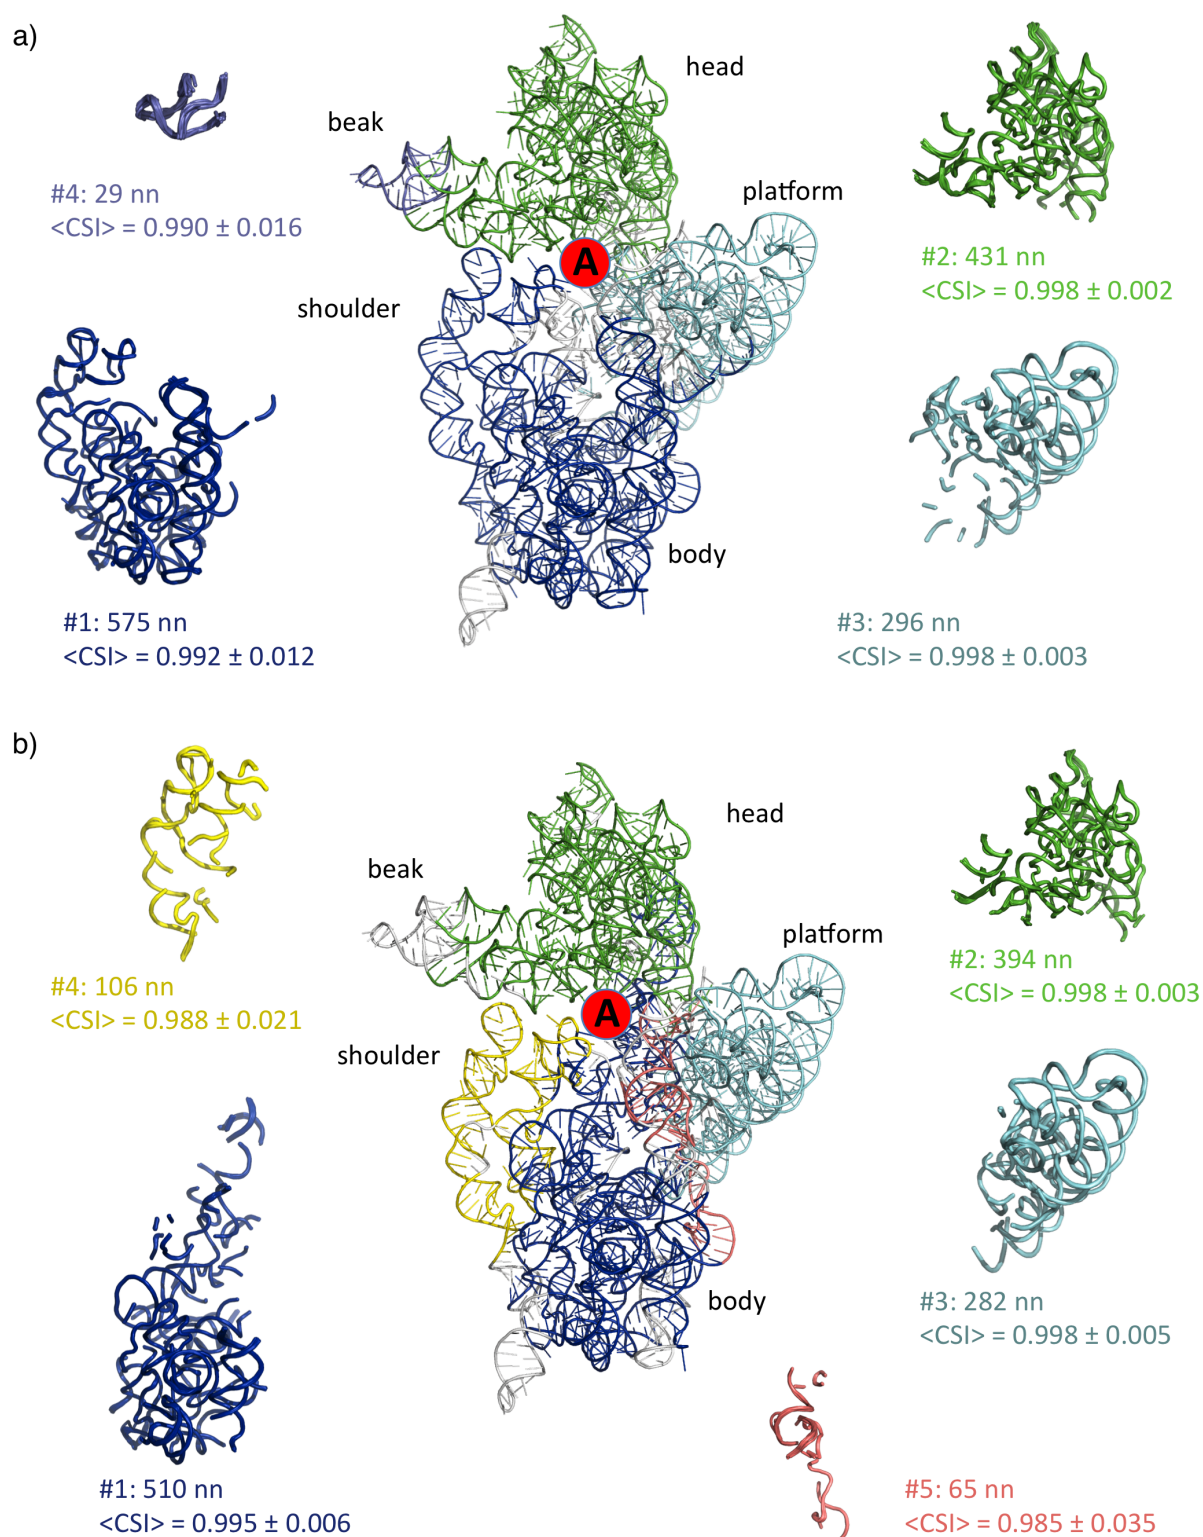 a)
head
beak
#4: 29 nn
<CSI> = 0.990 ± 0.016
platform
#2: 431 nn
<CSI> = 0.998 ± 0.002
A
shoulder
body
#1: 575 nn
<CSI> = 0.992 ± 0.012
#3: 296 nn
<CSI> = 0.998 ± 0.003
b)
head
beak
platform
#4: 106 nn
<CSI> = 0.988 ± 0.021
#2: 394 nn
<CSI> = 0.998 ± 0.003
A
shoulder
body
#3: 282 nn
<CSI> = 0.998 ± 0.005
#1: 510 nn
<CSI> = 0.995 ± 0.006
#5: 65 nn
<CSI> = 0.985 ± 0.035